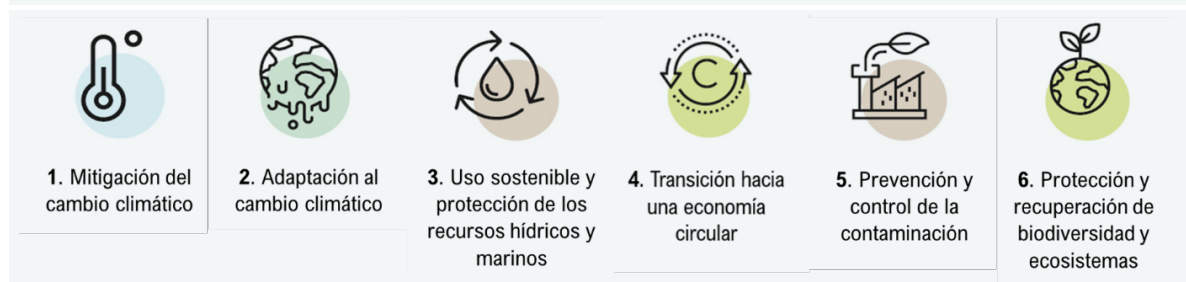 1. Mitigación del
cambio climático
2. Adaptación al
cambio climático
3. Uso sostenible y
protección de los
recursos hídricos y
marinos
C
4. Transición hacia
una economía
circular
5. Prevención y
control de la
contaminación
6. Protección y
recuperación de
biodiversidad y
ecosistemas